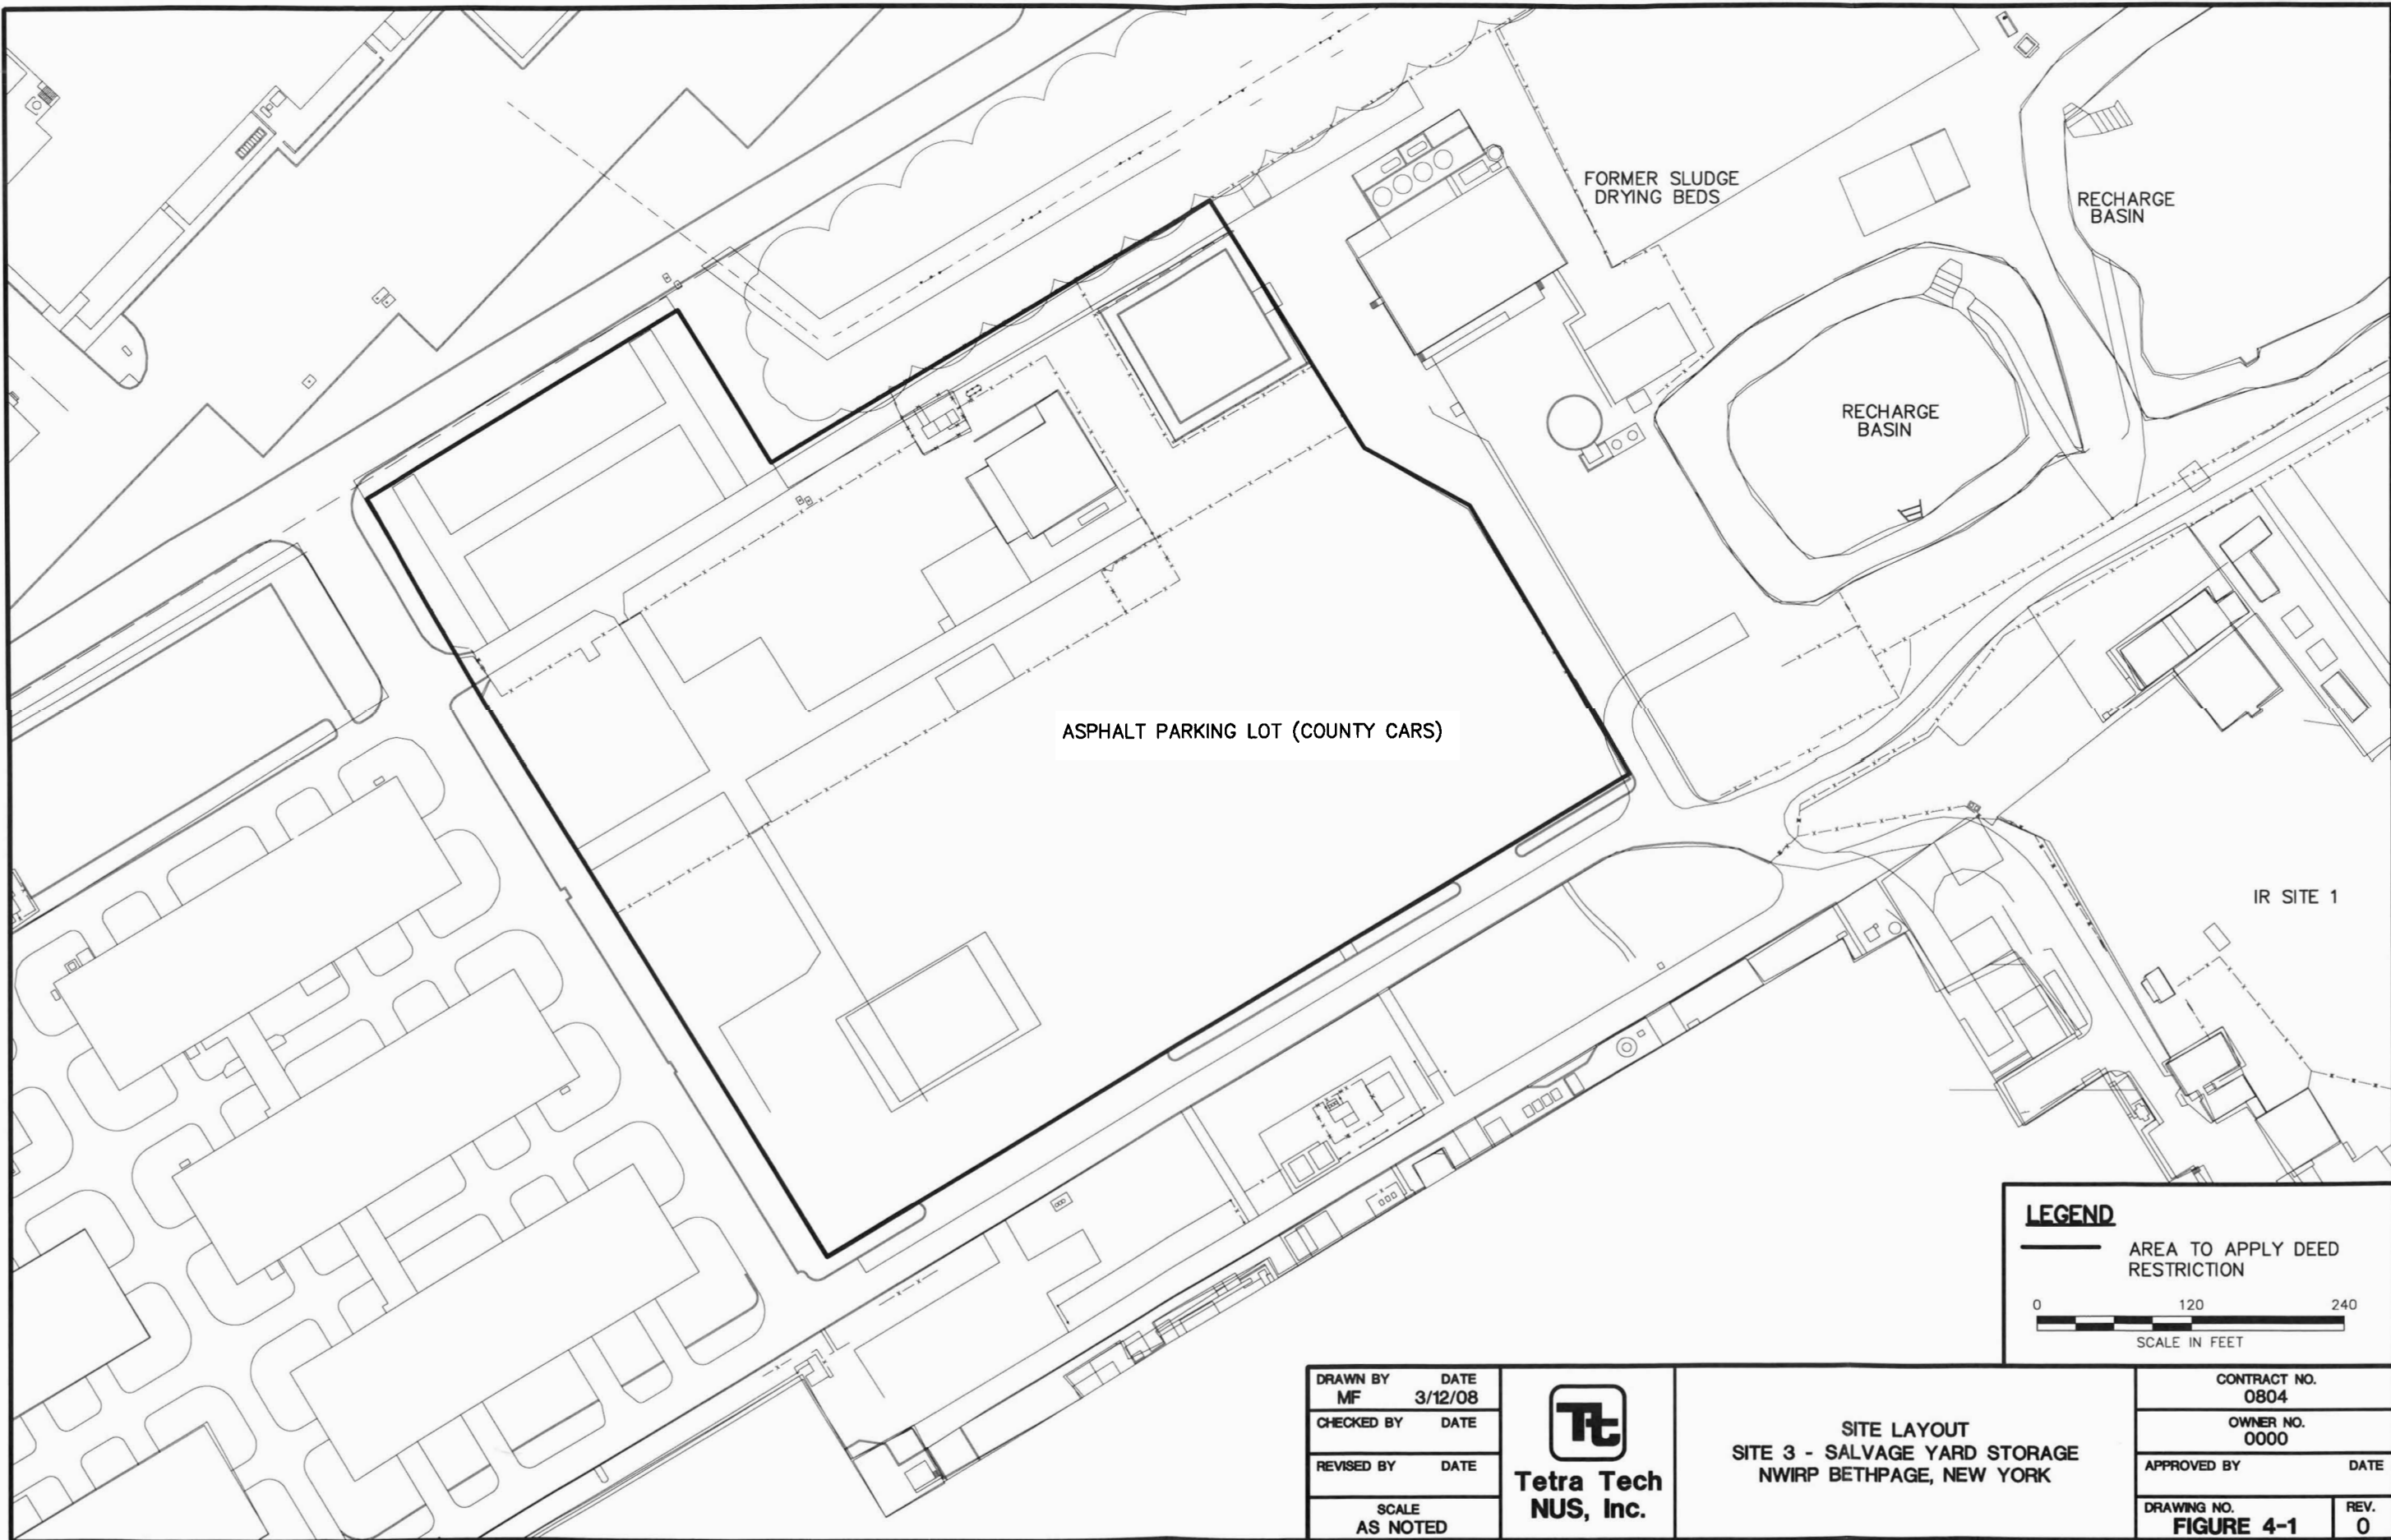 FORMER SLUDGE
DRYING BEDS
RECHARGE
BASIN
RECHARGE
BASIN
ASPHALT PARKING LOT (COUNTY CARS)
IR SITE 1
LEGEND
AREA TO APPLY DEED
RESTRICTION
0 120 240
SCALE IN FEET
DRAWN BY DATE
MF 3/12/08
CHECKED BY DATE
REVISED BY DATE
SCALE
AS NOTED
Tt
Tetra Tech
NUS, Inc.
SITE LAYOUT
SITE 3 - SALVAGE YARD STORAGE
NWIRP BETHPAGE, NEW YORK
CONTRACT NO.
0804
OWNER NO.
0000
APPROVED BY DATE
DRAWING NO.
FIGURE 4-1
REV.
0